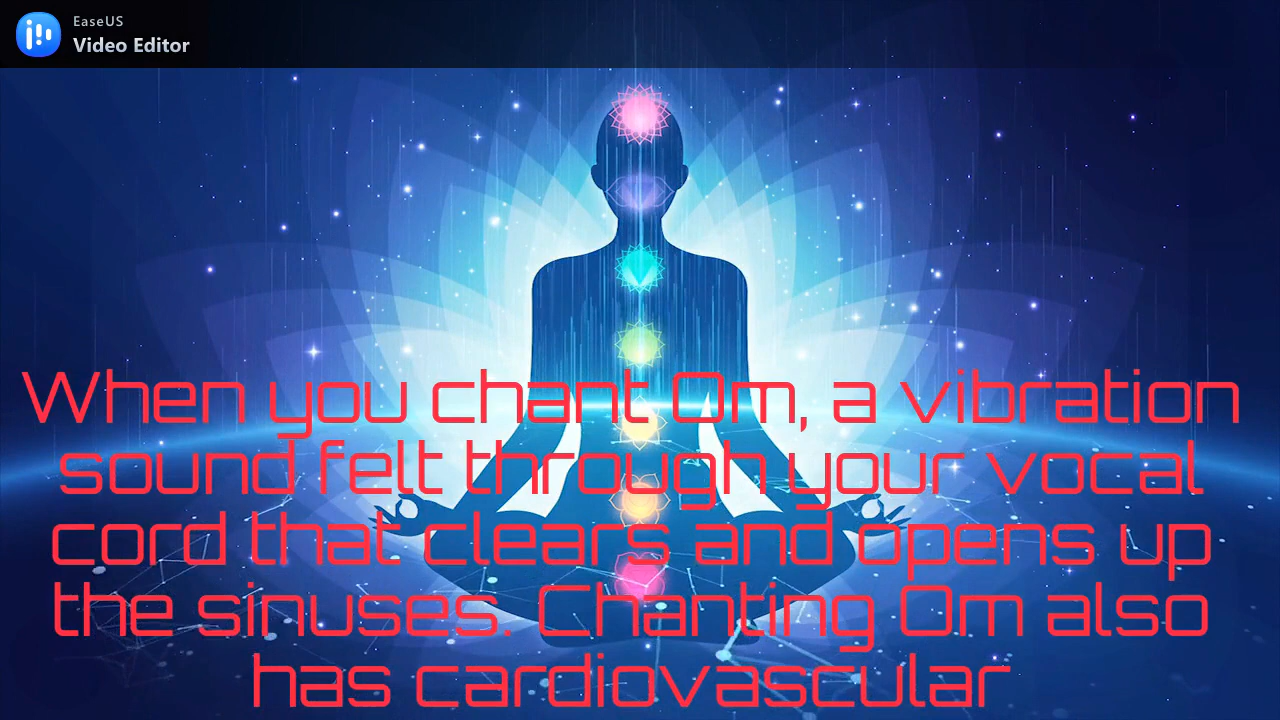 EaseUS
Video Editor
When you chant Om, a vibration
sound felt through your vocal
cord that clears and opens up
the sinuses. Chanting Om also
has cardiovascular